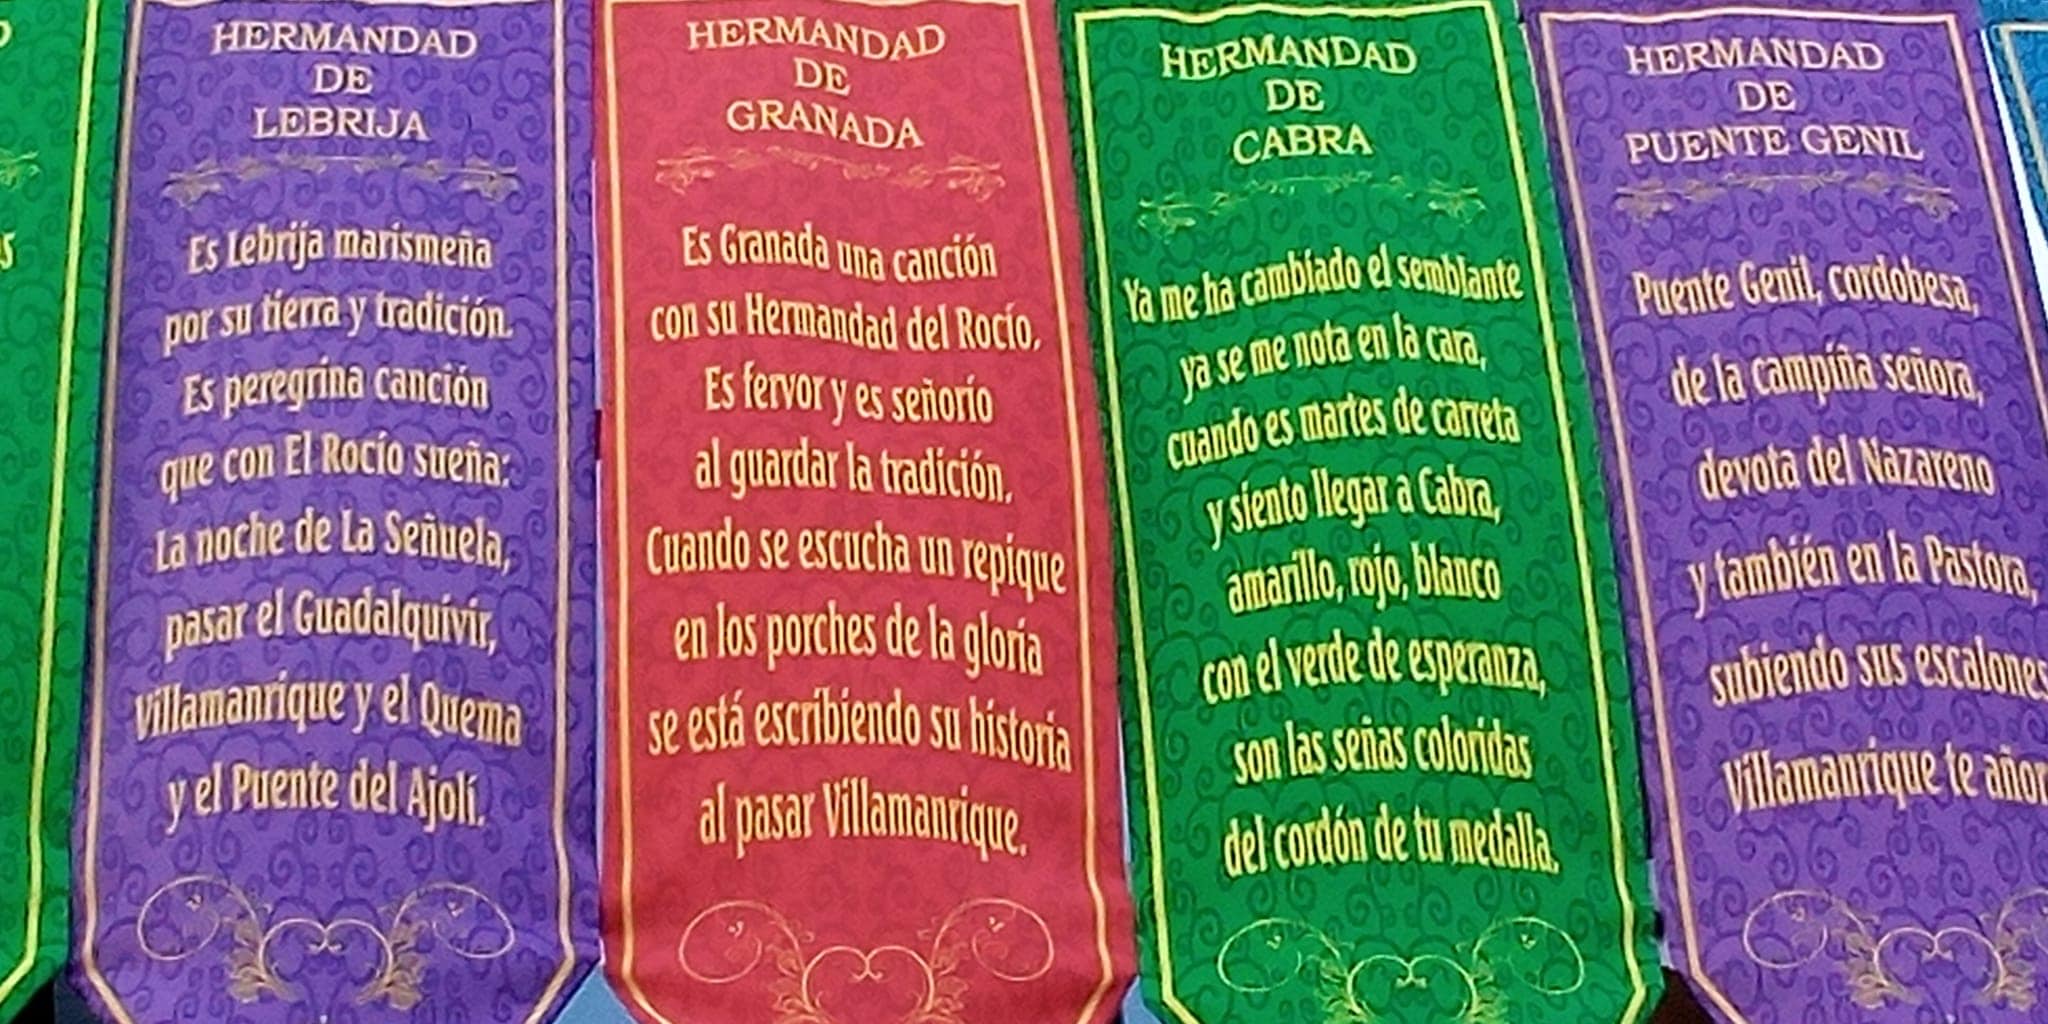 HERMANDAD
DE
LEBRIJA
Es Lebrija marismeña
por su tierra y tradición.
Es peregrina canción
que con El Rocío sueña:
La noche de La Señuela,
pasar el Guadalquivir,
Villamanrique y el Quema
y el Puente del Ajolí.
HERMANDAD
DE
GRANADA
Es Granada una canción
con su Hermandad del Rocío.
Es fervor y es señorío
al guardar la tradición.
Cuando se escucha un repique
en los porches de la gloria
se está escribiendo su historia
al pasar Villamanrique.
HERMANDAD
DE
CABRA
Ya me ha cambiado el semblante
ya se me nota en la cara,
cuando es martes de carreta
y siento llegar a Cabra,
amarillo, rojo, blanco
con el verde de esperanza,
son las señas coloridas
del cordón de tu medalla.
HERMANDAD
DE
PUENTE GENIL
Puente Genil, cordobesa,
de la campiña señora,
devota del Nazareno
y también en la Pastora,
subiendo sus escalones
Villamanrique te